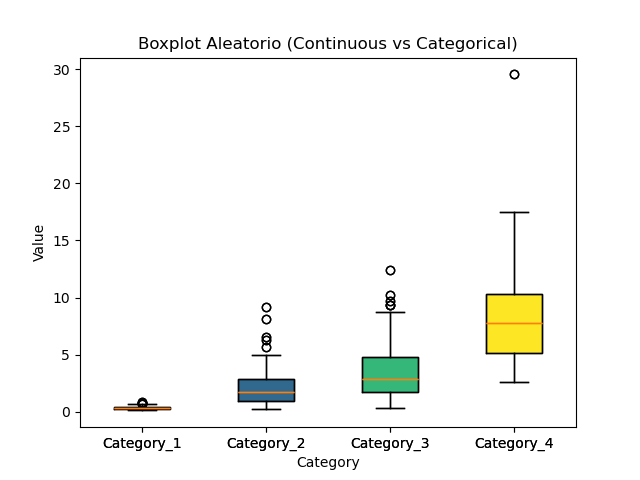 Boxplot Aleatorio (Continuous vs Categorical)
30
25
20
15
10
5
0
Value
Category_1 Category_2 Category_3 Category_4
Category